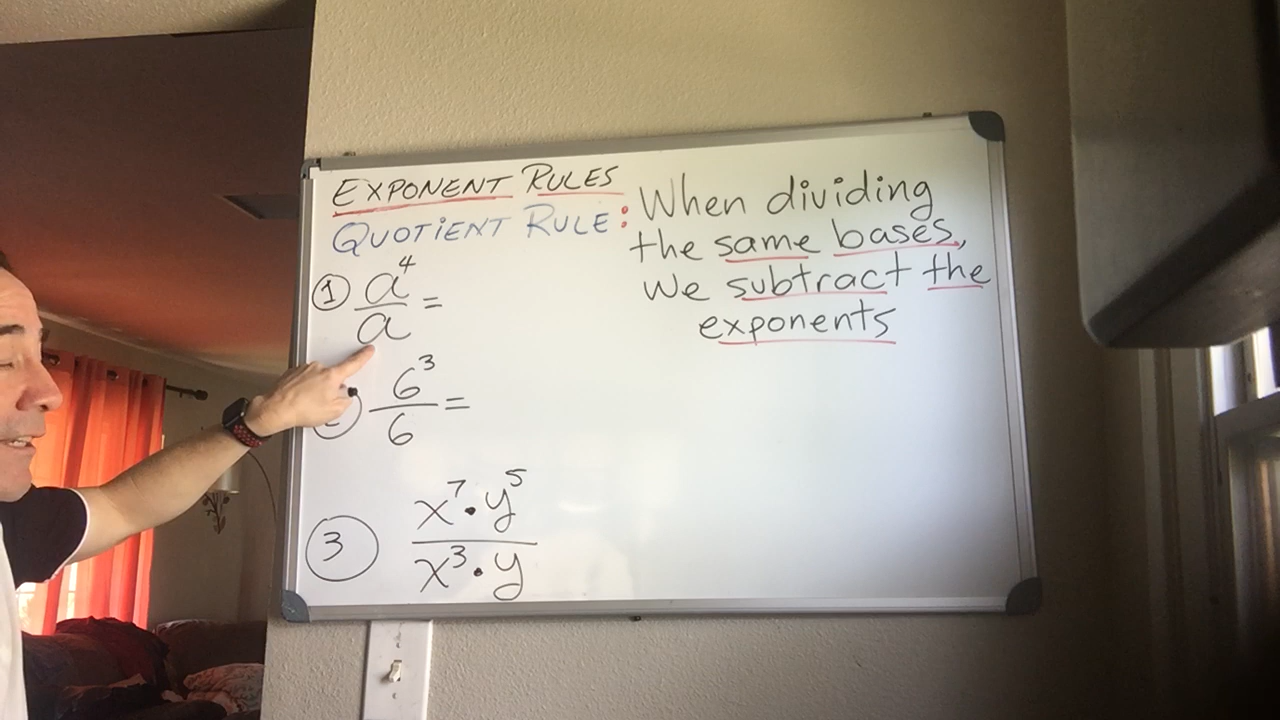 EXPONENT RULES
QUOTIENT RULE: When dividing
the same bases,
we subtract the
exponents
1 a⁴
a =
6³
6 =
3 x⁷ • y⁵
x³ • y